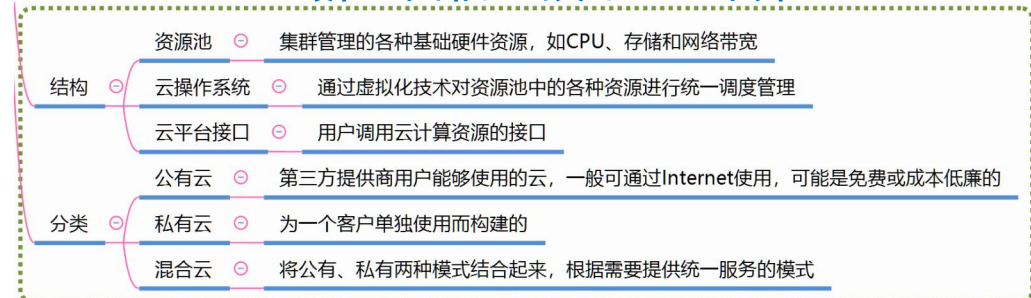 资源池 集群管理的各种基础硬件资源，如CPU、存储和网络带宽
结构 云操作系统 通过虚拟化技术对资源池中的各种资源进行统一调度管理
云平台接口 用户调用云计算资源的接口
公有云 第三方提供商用户能够使用的云，一般可通过Internet使用，可能是免费或成本低廉的
分类 私有云 为一个客户单独使用而构建的
混合云 将公有、私有两种模式结合起来，根据需要提供统一服务的模式